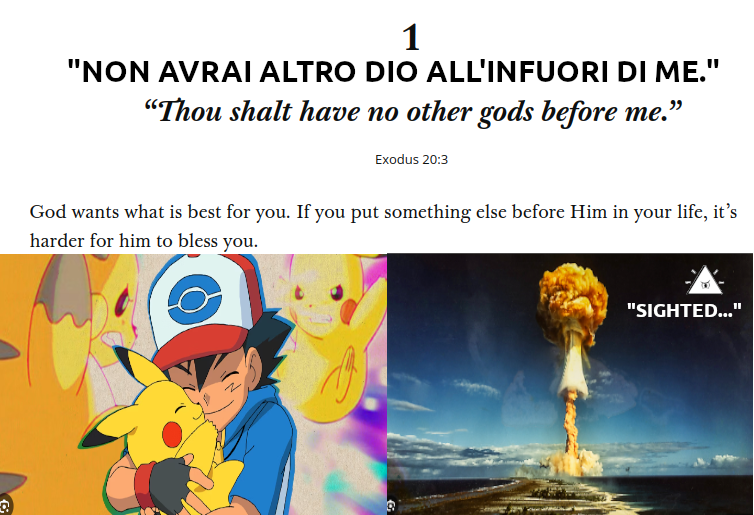 1
"NON AVRAI ALTRO DIO ALL'INFUORI DI ME."
“Thou shalt have no other gods before me.”
Exodus 20:3
God wants what is best for you. If you put something else before Him in your life, it’s
harder for him to bless you.
"SIGHTED..."